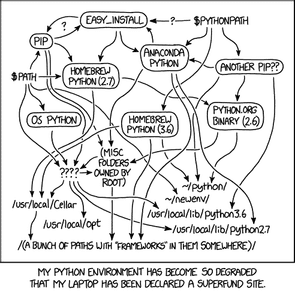 EASY_INSTALL
?
$PYTHONPATH
?
PIP
ANACONDA
PYTHON
ANOTHER PIP??
$PATH
HOMEBREW
PYTHON (2.7)
OS PYTHON
HOMEBREW
PYTHON (3.6)
PYTHON.ORG
BINARY (2.6)
????
(MISC
FOLDERS
OWNED BY
ROOT)
~/python/
~/newenv/
/usr/local/Cellar
/usr/local/opt
/usr/local/lib/python3.6
/usr/local/lib/python2.7
/(A BUNCH OF PATHS WITH "FRAMEWORKS" IN THEM SOMEWHERE)/
MY PYTHON ENVIRONMENT HAS BECOME SO DEGRADED
THAT MY LAPTOP HAS BEEN DECLARED A SUPERFUND SITE.